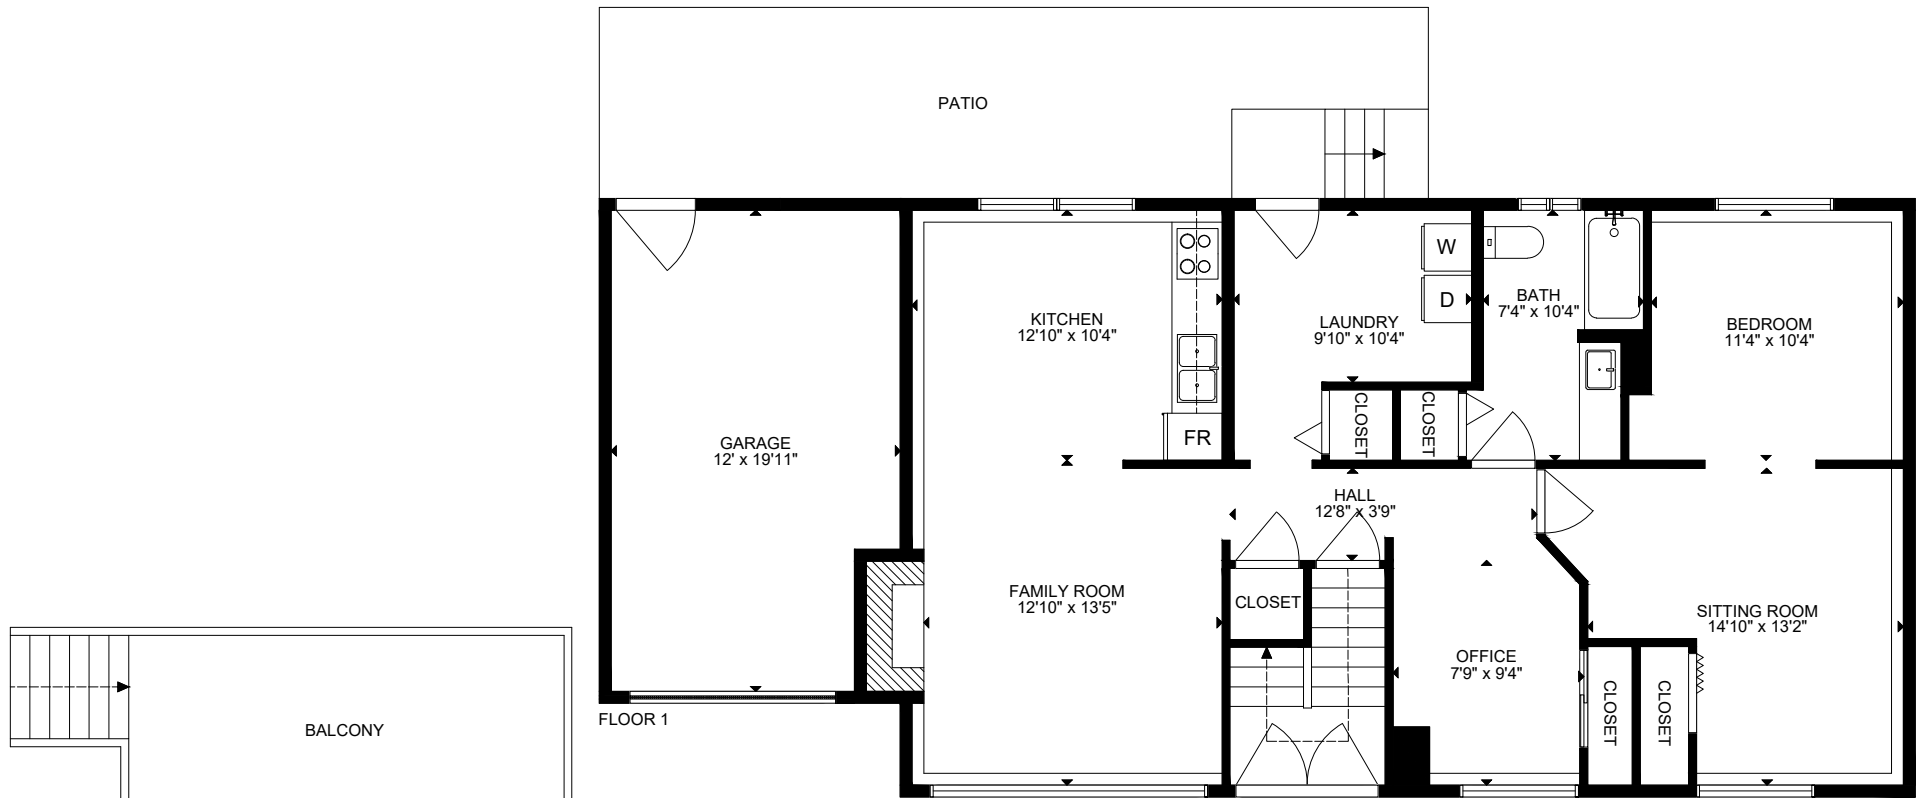 PATIO
KITCHEN
12'10" x 10'4"
FR
LAUNDRY
9'10" x 10'4"
W
D
BATH
7'4" x 10'4"
BEDROOM
11'4" x 10'4"
CLOSET
CLOSET
GARAGE
12' x 19'11"
HALL
12'8" x 3'9"
FAMILY ROOM
12'10" x 13'5"
CLOSET
OFFICE
7'9" x 9'4"
SITTING ROOM
14'10" x 13'2"
CLOSET
CLOSET
FLOOR 1
BALCONY